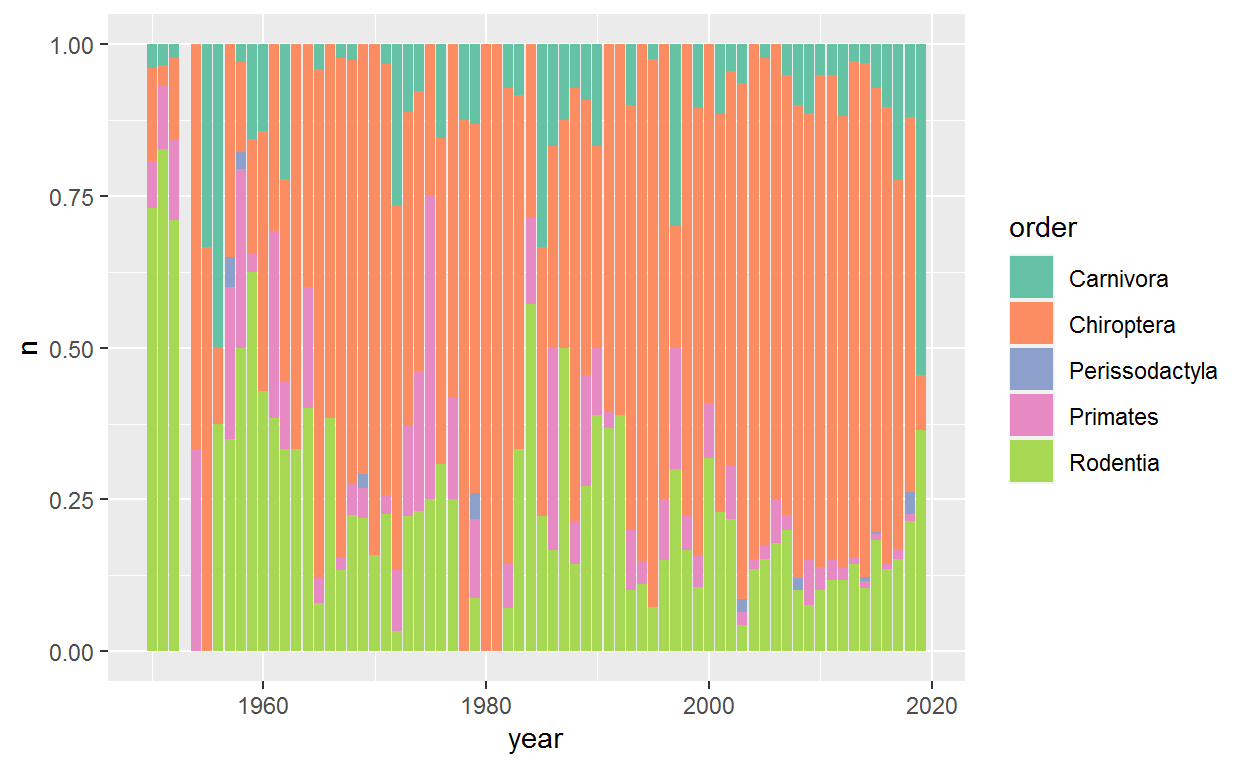 1.00
0.75
0.50
0.25
0.00
n
1960 1980 2000 2020
year
order
Carnivora
Chiroptera
Perissodactyla
Primates
Rodentia